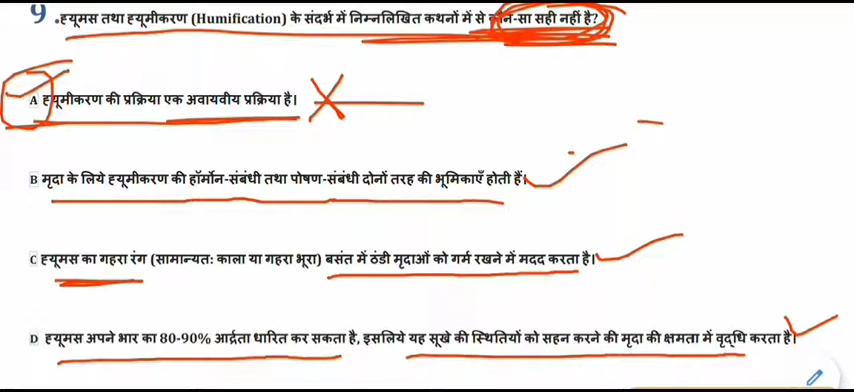 9 .ह्यूमस तथा ह्यूमीकरण (Humification) के संदर्भ में निम्नलिखित कथनों में से कौन-सा सही नहीं है?
A ह्यूमीकरण की प्रक्रिया एक अवायवीय प्रक्रिया है।
B मृदा के लिये ह्यूमीकरण की हॉर्मोन-संबंधी तथा पोषण-संबंधी दोनों तरह की भूमिकाएँ होती हैं।
C ह्यूमस का गहरा रंग (सामान्यतः काला या गहरा भूरा) बसंत में ठंडी मृदाओं को गर्म रखने में मदद करता है।
D ह्यूमस अपने भार का 80-90% आर्द्रता धारित कर सकता है, इसलिये यह सूखे की स्थितियों को सहन करने की मृदा की क्षमता में वृद्धि करता है।